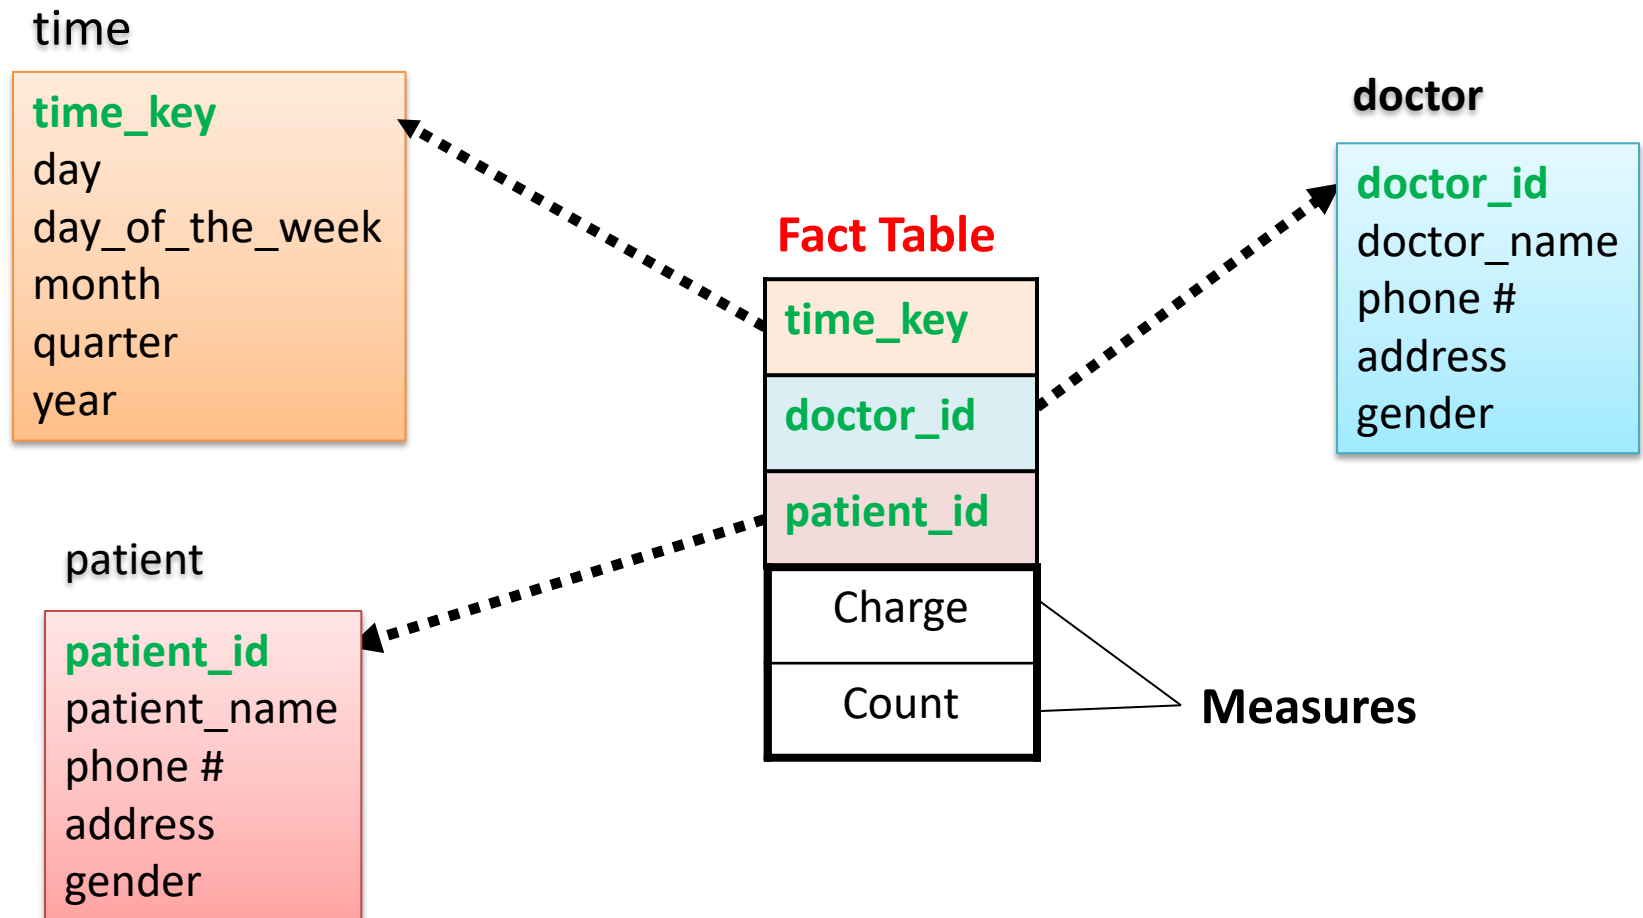 time
time_key
day
day_of_the_week
month
quarter
year
patient
patient_id
patient_name
phone #
address
gender
Fact Table
time_key
doctor_id
patient_id
Charge
Count
Measures
doctor
doctor_id
doctor_name
phone #
address
gender